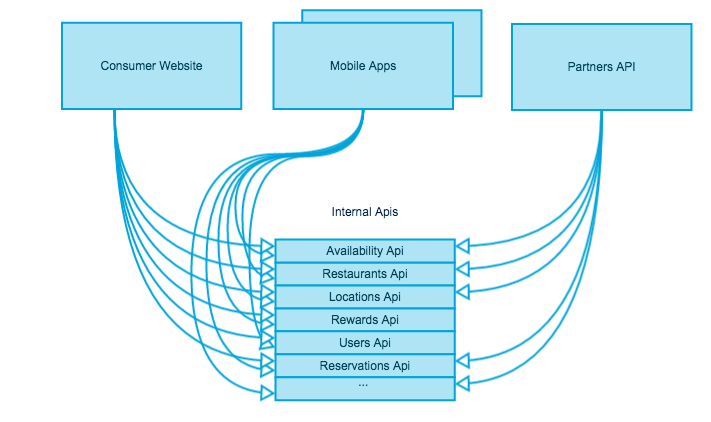 Consumer Website
Mobile Apps
Partners API
Internal Apis
Availability Api
Restaurants Api
Locations Api
Rewards Api
Users Api
Reservations Api
...